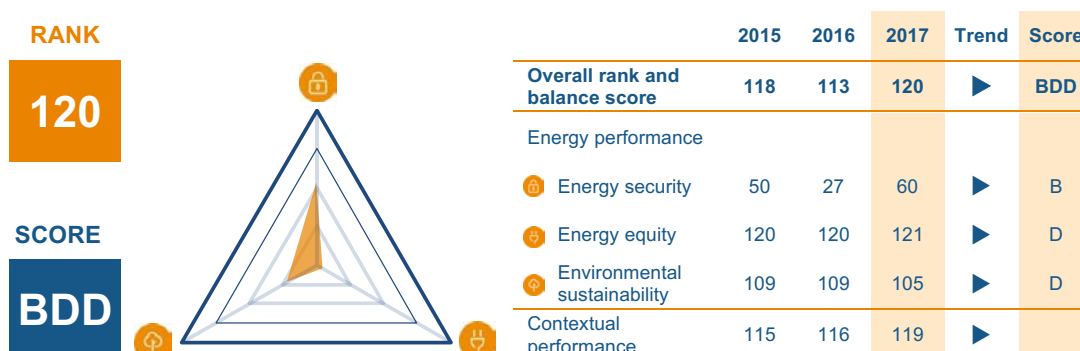 RANK
120
SCORE
BDD
2015 2016 2017 Trend Score
Overall rank and
balance score 118 113 120 BDD
Energy performance
Energy security 50 27 60 B
Energy equity 120 120 121 D
Environmental
sustainability 109 109 105 D
Contextual
performance 115 116 119